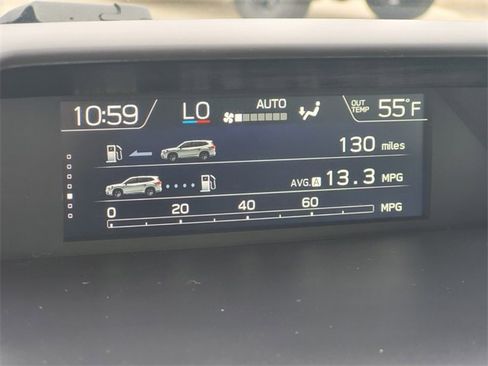 10:59 LO AUTO OUT TEMP 55°F
130 miles
AVG. A 13.3 MPG
0 20 40 60 MPG